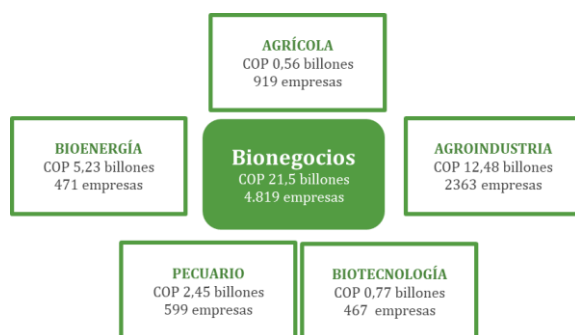 AGRÍCOLA
COP 0,56 billones
919 empresas
BIOENERGÍA
COP 5,23 billones
471 empresas
Bionegocios
COP 21,5 billones
4.819 empresas
AGROINDUSTRIA
COP 12,48 billones
2363 empresas
PECUARIO
COP 2,45 billones
599 empresas
BIOTECNOLOGÍA
COP 0,77 billones
467 empresas